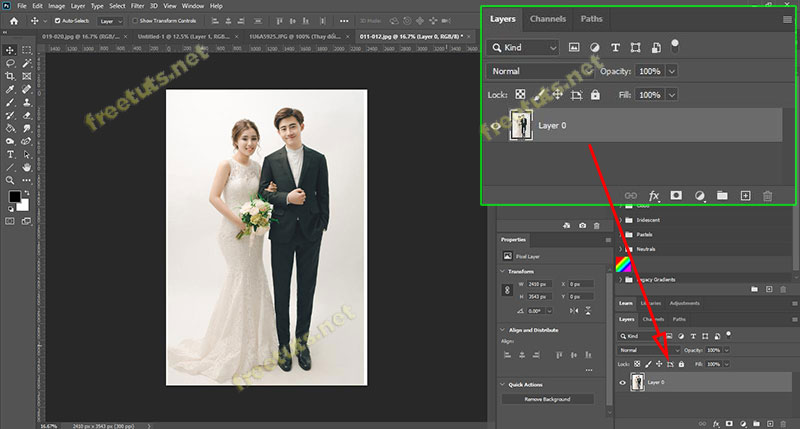 File Edit Image Layer Type Select Filter 3D View Plugins Window Help
Auto-Select: Layer Show Transform Controls 3D Mode:
019-020.jpg @ 16.7% (RGB/... × Untitled-1 @ 12.5% (Layer 1, RGB... × 1U6A5925.JPG @ 100% (Thay đổi... × 011-012.jpg @ 16.7% (Layer 0, RGB/8) * ×
freetuts.net
freetuts.net
freetuts.net
Layers Channels Paths
Kind
Normal Opacity: 100%
Lock: Fill: 100%
Layer 0
fx
Iridescent
Pastels
Neutrals
Legacy Gradients
Properties
Pixel Layer
Transform
W 2410 px X 0 px
H 3543 px Y 0 px
0.00°
Align and Distribute
Align:
Quick Actions
Remove Background
Learn Libraries Adjustments
Layers Channels Paths
Kind
Normal Opacity: 100%
Lock: Fill: 100%
Layer 0
fx
16.67% 2410 px x 3543 px (300 ppi)